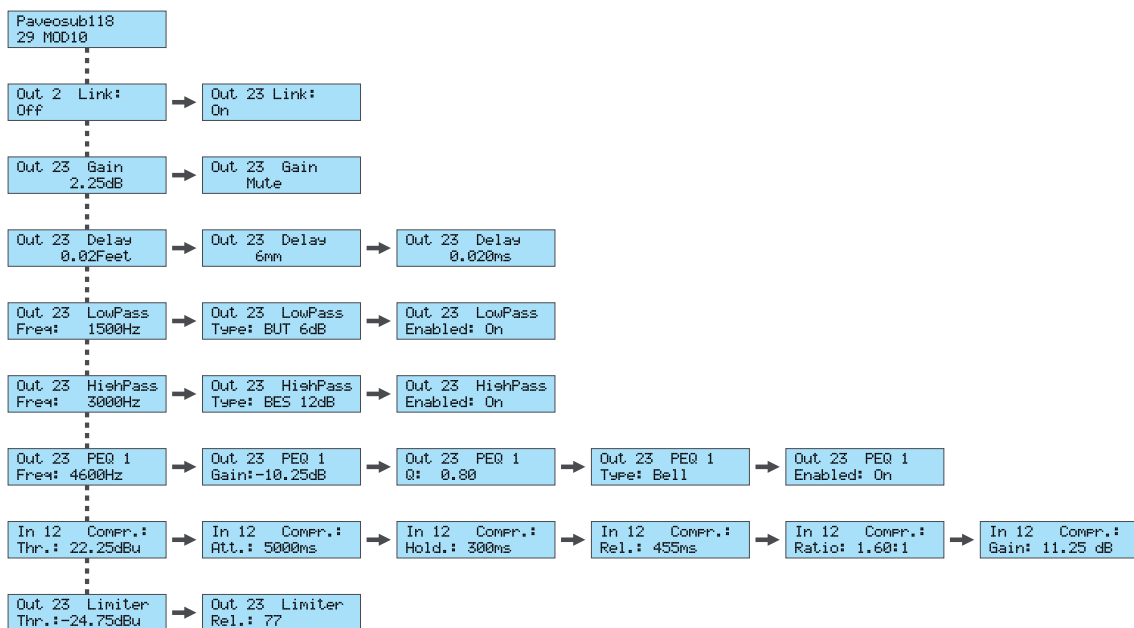 Paveosub118
29 MOD10
Out 2 Link:
Off
Out 23 Link:
On
Out 23 Gain
2.25dB
Out 23 Gain
Mute
Out 23 Delay
0.02Feet
Out 23 Delay
6mm
Out 23 Delay
0.020ms
Out 23 LowPass
Freq: 1500Hz
Out 23 LowPass
Type: BUT 6dB
Out 23 LowPass
Enabled: On
Out 23 HighPass
Freq: 3000Hz
Out 23 HighPass
Type: BES 12dB
Out 23 HighPass
Enabled: On
Out 23 PEQ 1
Freq: 4600Hz
Out 23 PEQ 1
Gain:-10.25dB
Out 23 PEQ 1
Q: 0.80
Out 23 PEQ 1
Type: Bell
Out 23 PEQ 1
Enabled: On
In 12 Compr.:
Thr.: 22.25dBu
In 12 Compr.:
Att.: 5000ms
In 12 Compr.:
Hold.: 300ms
In 12 Compr.:
Rel.: 455ms
In 12 Compr.:
Ratio: 1.60:1
In 12 Compr.:
Gain: 11.25 dB
Out 23 Limiter
Thr.:-24.75dBu
Out 23 Limiter
Rel.: 77